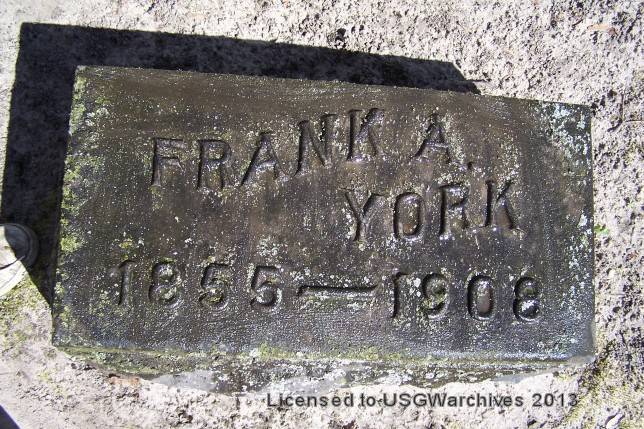 FRANK A.
YORK
1855—1908
Licensed to USGWarchives 2013